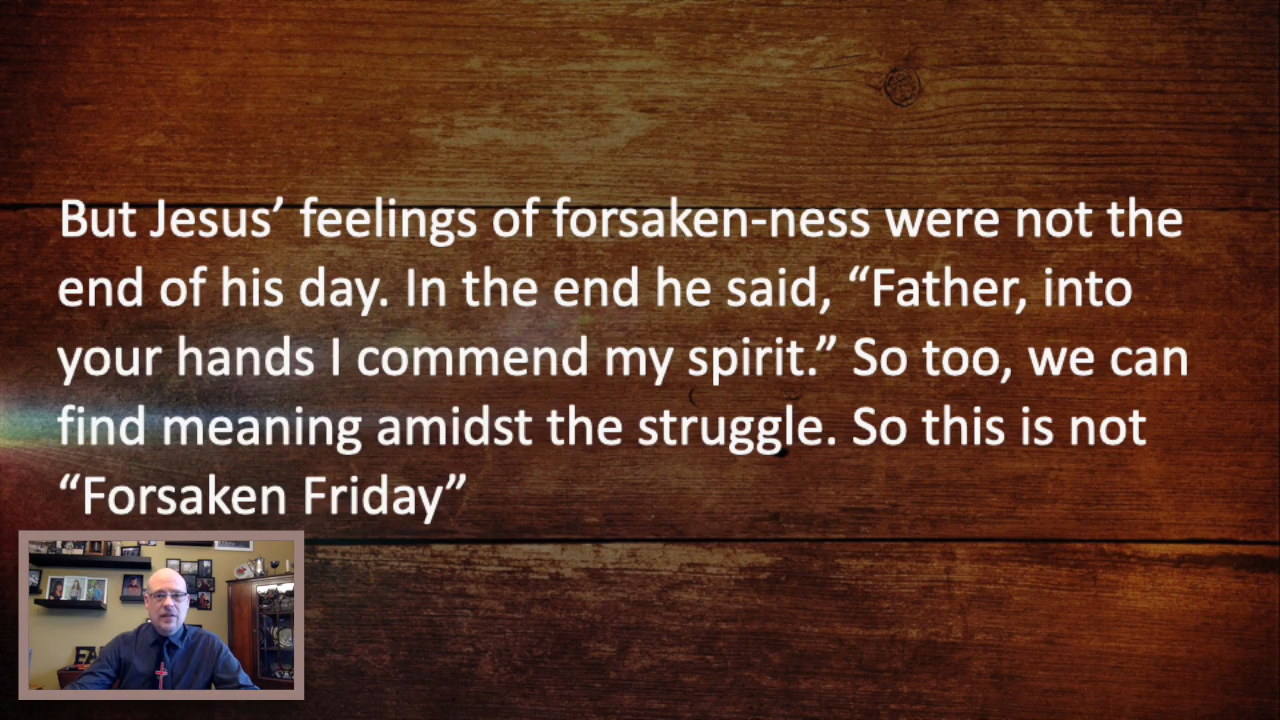 But Jesus’ feelings of forsaken-ness were not the
end of his day. In the end he said, “Father, into
your hands I commend my spirit.” So too, we can
find meaning amidst the struggle. So this is not
“Forsaken Friday”